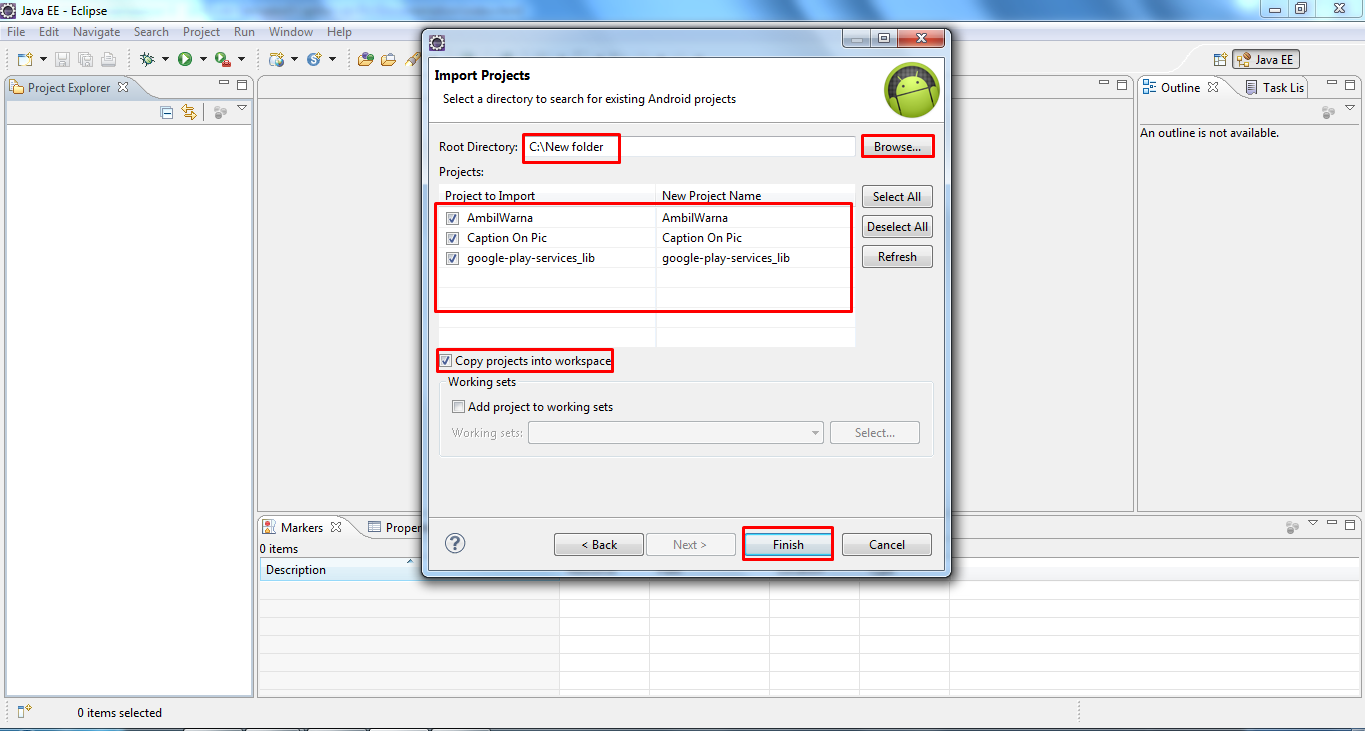 Java EE - Eclipse
File Edit Navigate Search Project Run Window Help
Java EE
Project Explorer
Outline
Task Lis
An outline is not available.
Import Projects
Select a directory to search for existing Android projects
Root Directory: C:\New folder Browse...
Projects:
Project to Import New Project Name Select All
AmbilWarna AmbilWarna
Deselect All
Caption On Pic Caption On Pic
google-play-services_lib google-play-services_lib Refresh
Copy projects into workspace
Working sets
Add project to working sets
Working sets: Select...
? < Back Next > Finish Cancel
Markers Proper
0 items
Description
0 items selected